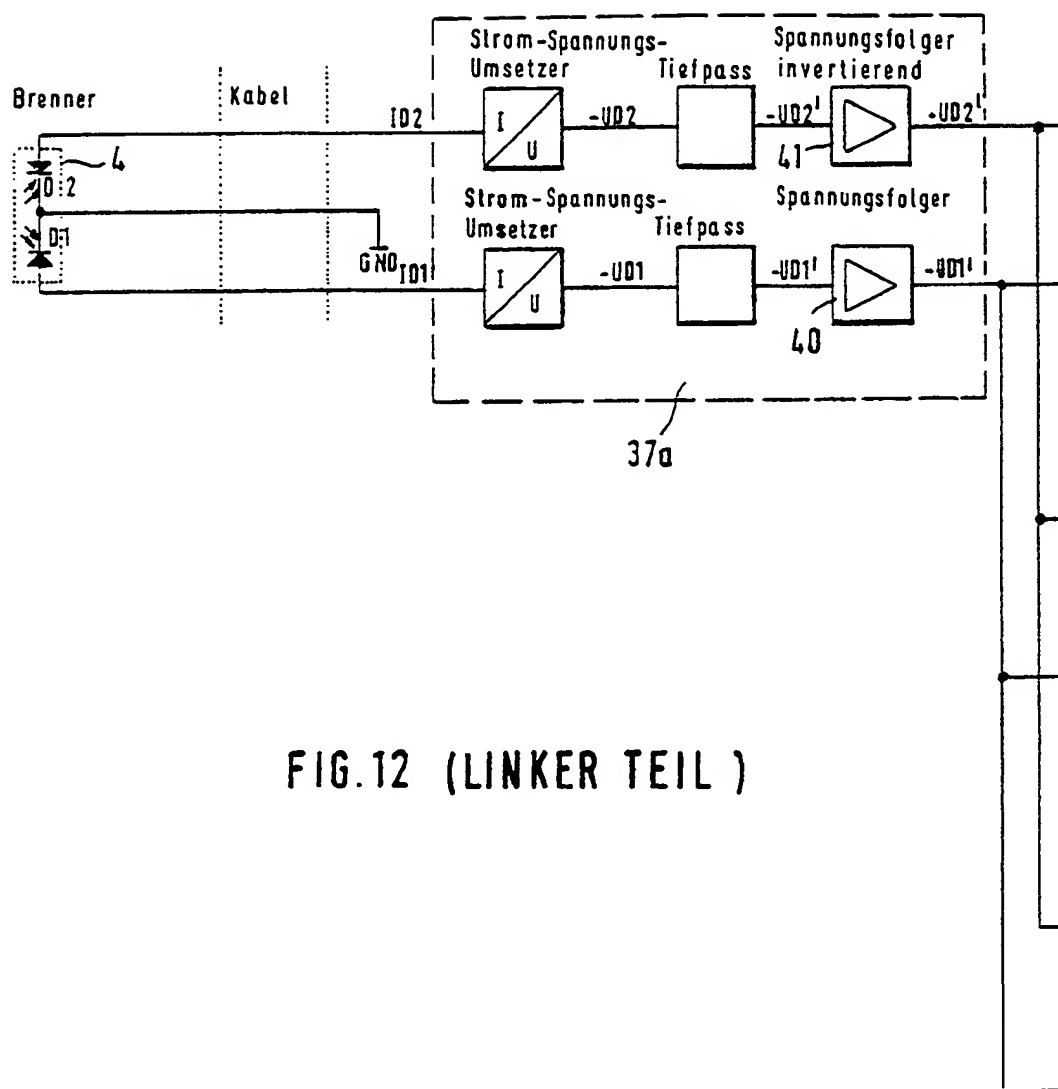 Brenner
Kabel
Strom-Spannungs-
Umsetzer
Tiefpass
Spannungsfolger
invertierend
ID2
I
U
-UD2
-UD2'
41
-UD2'
4
D2
D1
GND
Strom-Spannungs-
Umsetzer
Tiefpass
Spannungsfolger
ID1
I
U
-UD1
-UD1'
40
-UD1'
37a
FIG.12 (LINKER TEIL )